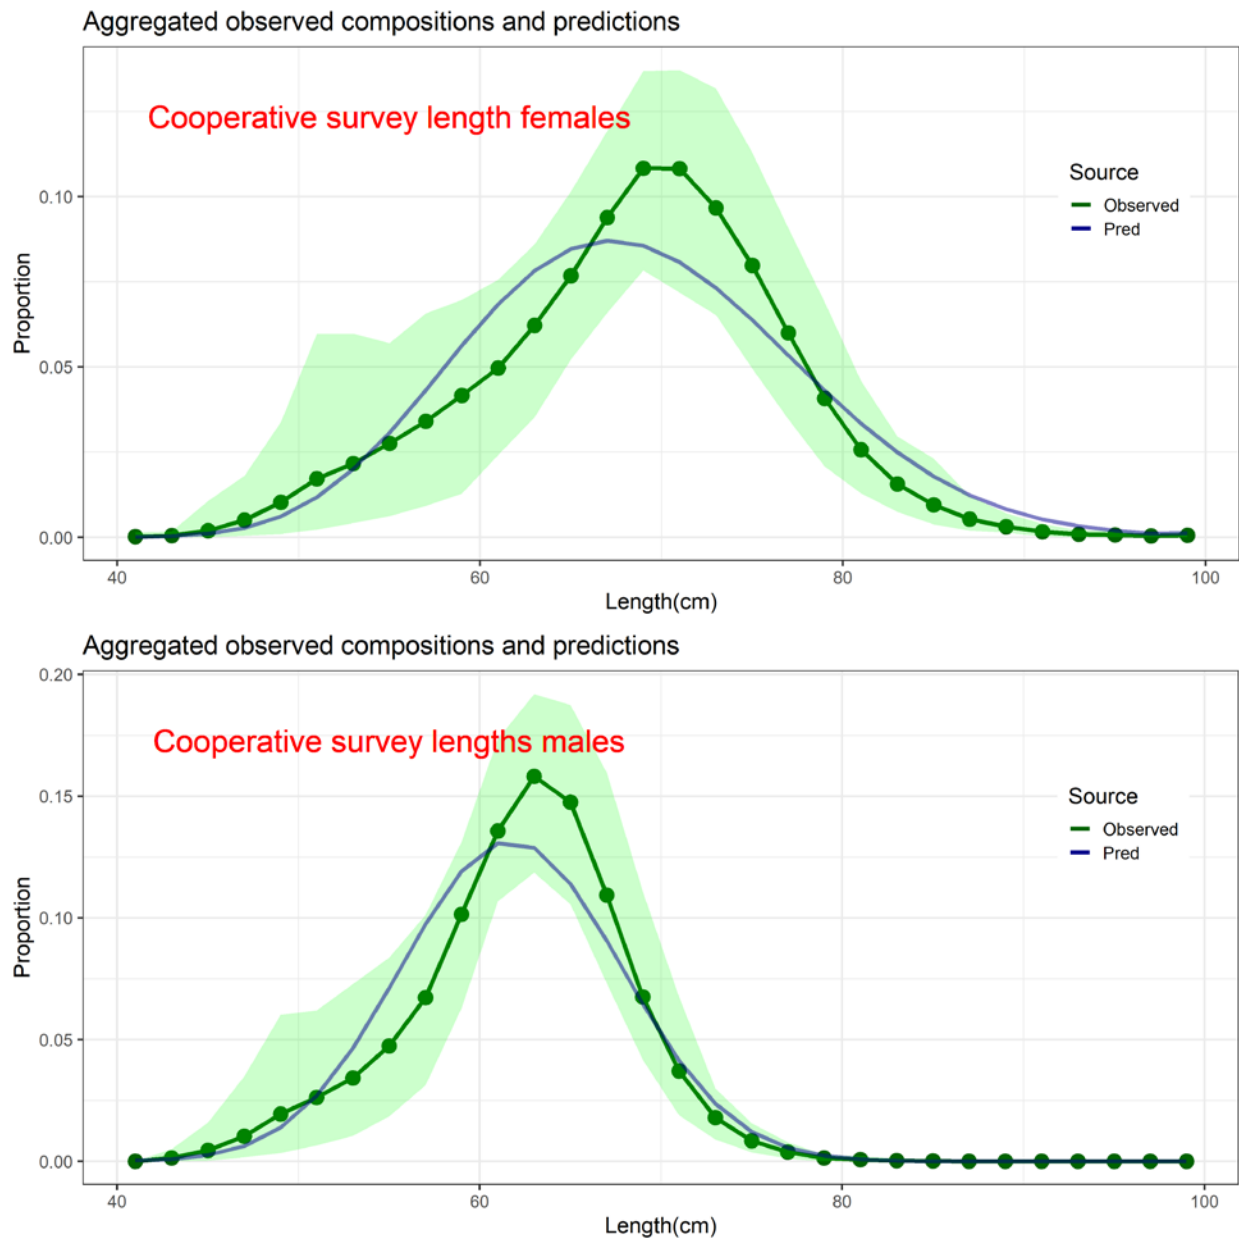 Aggregated observed compositions and predictions
Cooperative survey length females
Source
Observed
Pred
0.10
0.05
0.00
Proportion
40
60
80
100
Length(cm)
Aggregated observed compositions and predictions
0.20
Cooperative survey lengths males
Source
Observed
Pred
0.15
0.10
0.05
0.00
Proportion
40
60
80
100
Length(cm)